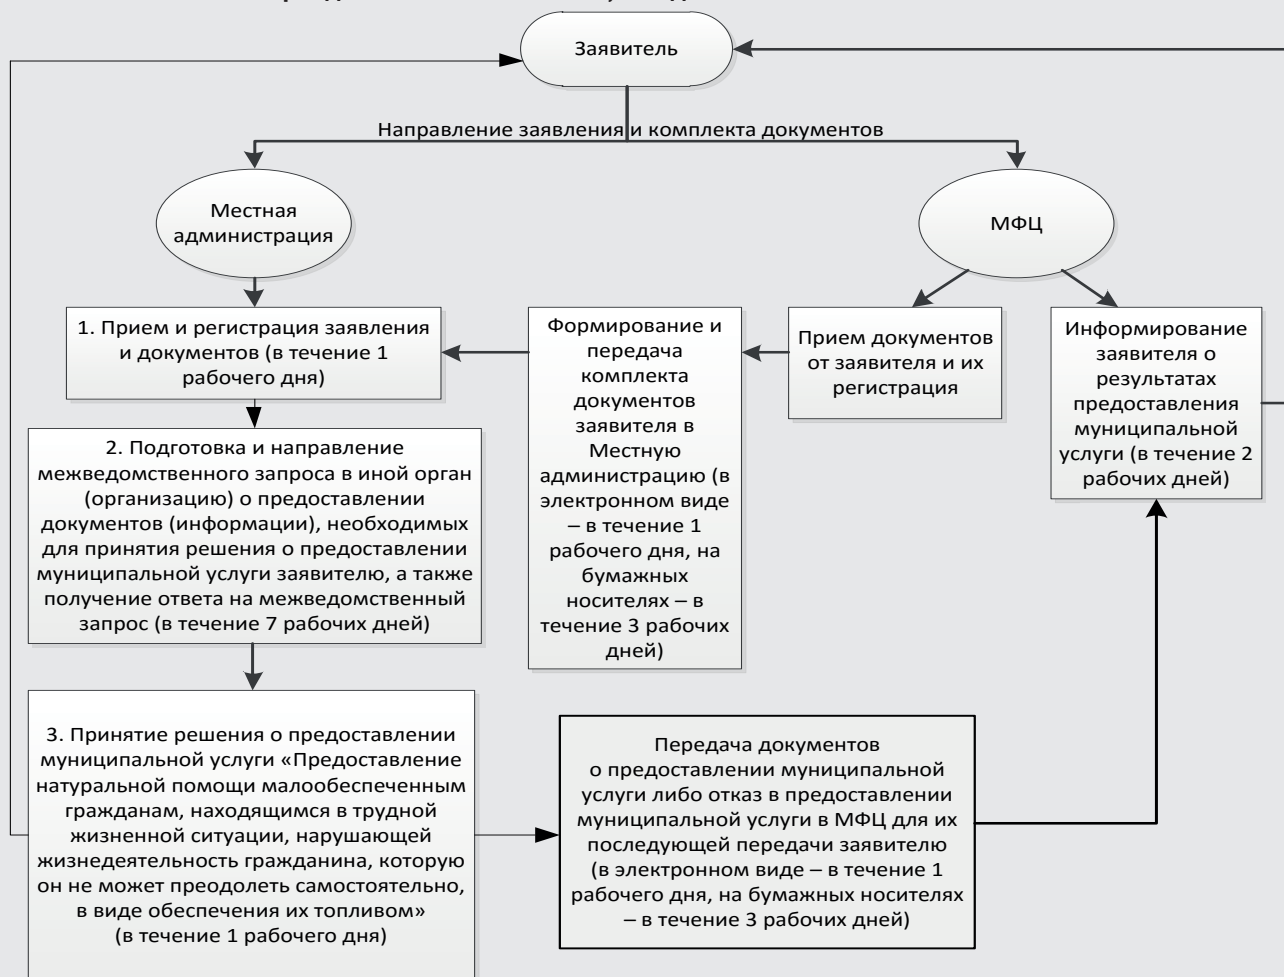 Заявитель
Направление заявления и комплекта документов
Местная
администрация
МФЦ
1. Прием и регистрация заявления
и документов (в течение 1
рабочего дня)
Формирование и
передача
комплекта
документов
заявителя в
Местную
администрацию (в
электронном виде
– в течение 1
рабочего дня, на
бумажных
носителях – в
течение 3 рабочих
дней)
Прием документов
от заявителя и их
регистрация
Информирование
заявителя о
результатах
предоставления
муниципальной
услуги (в течение 2
рабочих дней)
2. Подготовка и направление
межведомственного запроса в иной орган
(организацию) о предоставлении
документов (информации), необходимых
для принятия решения о предоставлении
муниципальной услуги заявителю, а также
получение ответа на межведомственный
запрос (в течение 7 рабочих дней)
3. Принятие решения о предоставлении
муниципальной услуги «Предоставление
натуральной помощи малообеспеченным
гражданам, находящимся в трудной
жизненной ситуации, нарушающей
жизнедеятельность гражданина, которую
он не может преодолеть самостоятельно,
в виде обеспечения их топливом»
(в течение 1 рабочего дня)
Передача документов
о предоставлении муниципальной
услуги либо отказ в предоставлении
муниципальной услуги в МФЦ для их
последующей передачи заявителю
(в электронном виде – в течение 1
рабочего дня, на бумажных носителях
– в течение 3 рабочих дней)